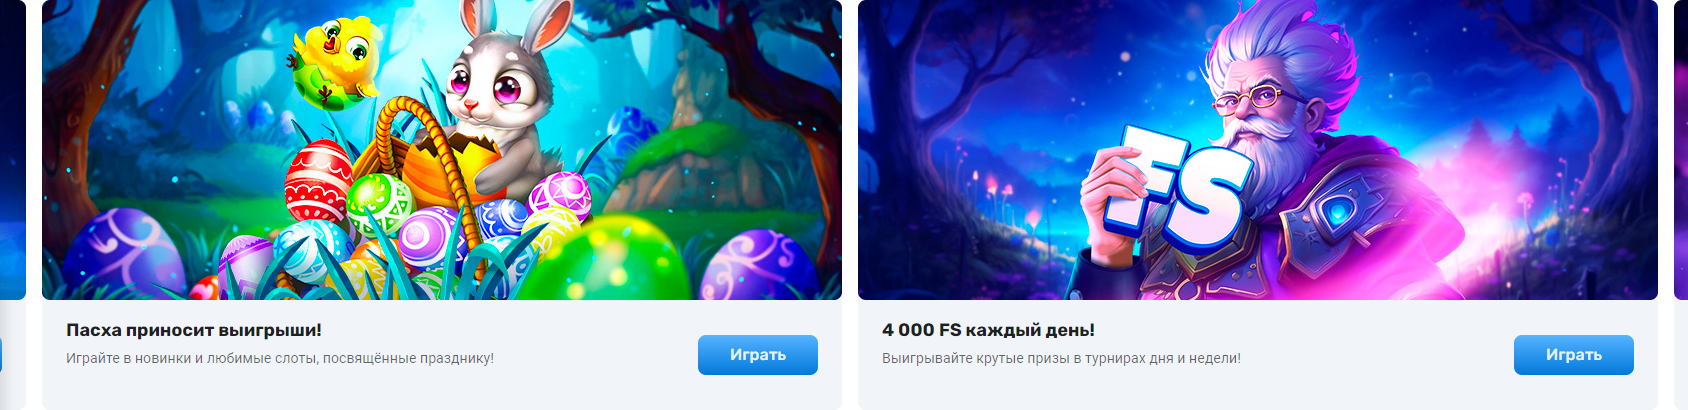 FS
Пасха приносит выигрыши!
Играйте в новинки и любимые слоты, посвящённые празднику!
Играть
4 000 FS каждый день!
Выигрывайте крутые призы в турнирах дня и недели!
Играть